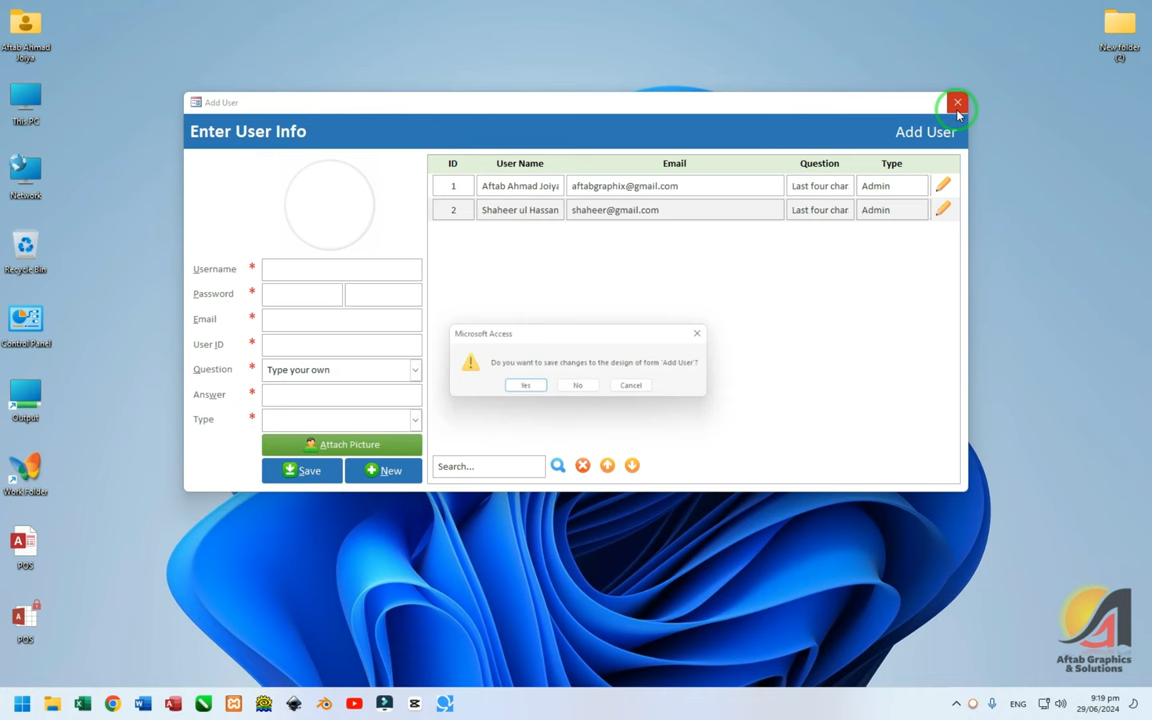 Aftab Ahmad
Joiya
This PC
Network
Recycle Bin
Control Panel
Output
Work Folder
POS
POS
New folder
(2)
Add User
Enter User Info
Add User
ID User Name Email Question Type
1 Aftab Ahmad Joiya aftabgraphix@gmail.com Last four char Admin
2 Shaheer ul Hassan shaheer@gmail.com Last four char Admin
Username *
Password *
Email *
User ID *
Question * Type your own
Answer *
Type *
Attach Picture
Save New
Search...
Microsoft Access
Do you want to save changes to the design of form 'Add User'?
Yes No Cancel
Aftab Graphics
& Solutions
ENG
9:19 pm
29/06/2024